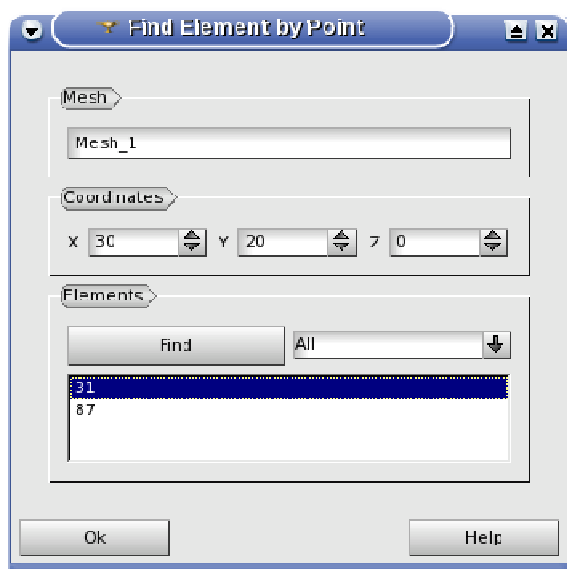 Find Element by Point
Mesh
Mesh_1
Coordinates
X 30 Y 20 Z 0
Elements
Find All
31
87
Ok Help